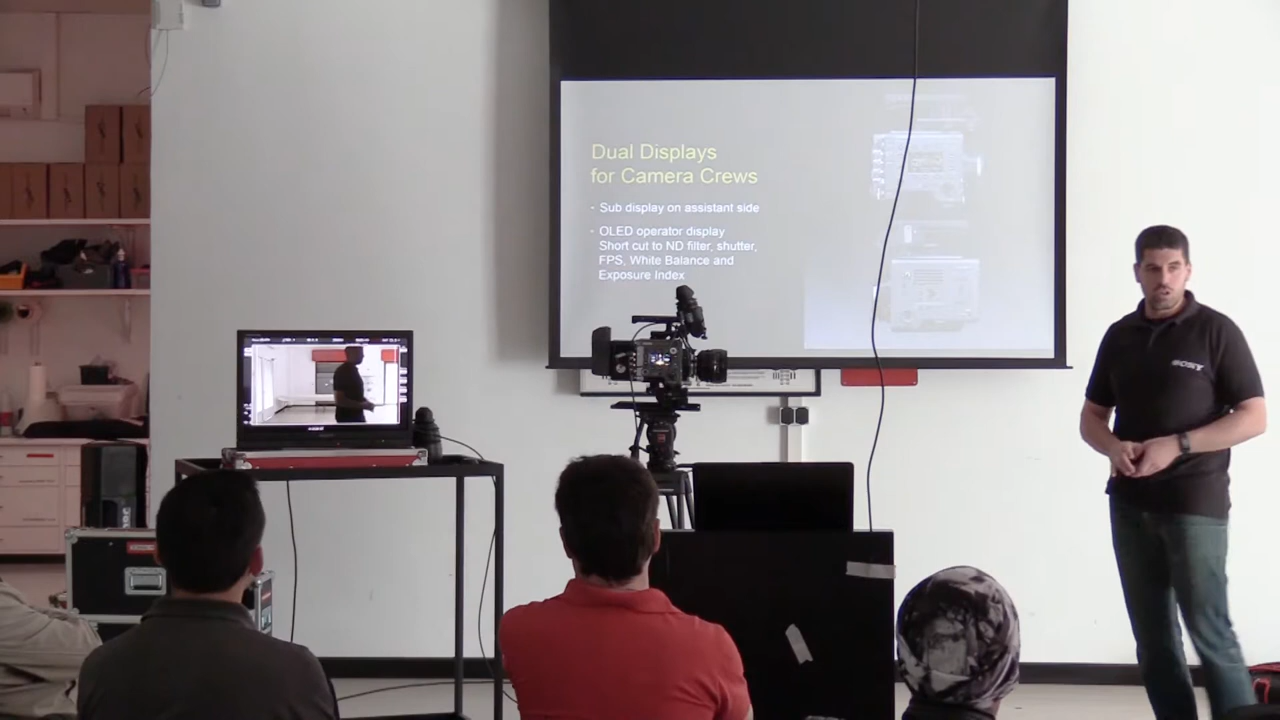 Dual Displays
for Camera Crews
- Sub display on assistant side
- OLED operator display
Short cut to ND filter, shutter,
FPS, White Balance and
Exposure Index
SONY